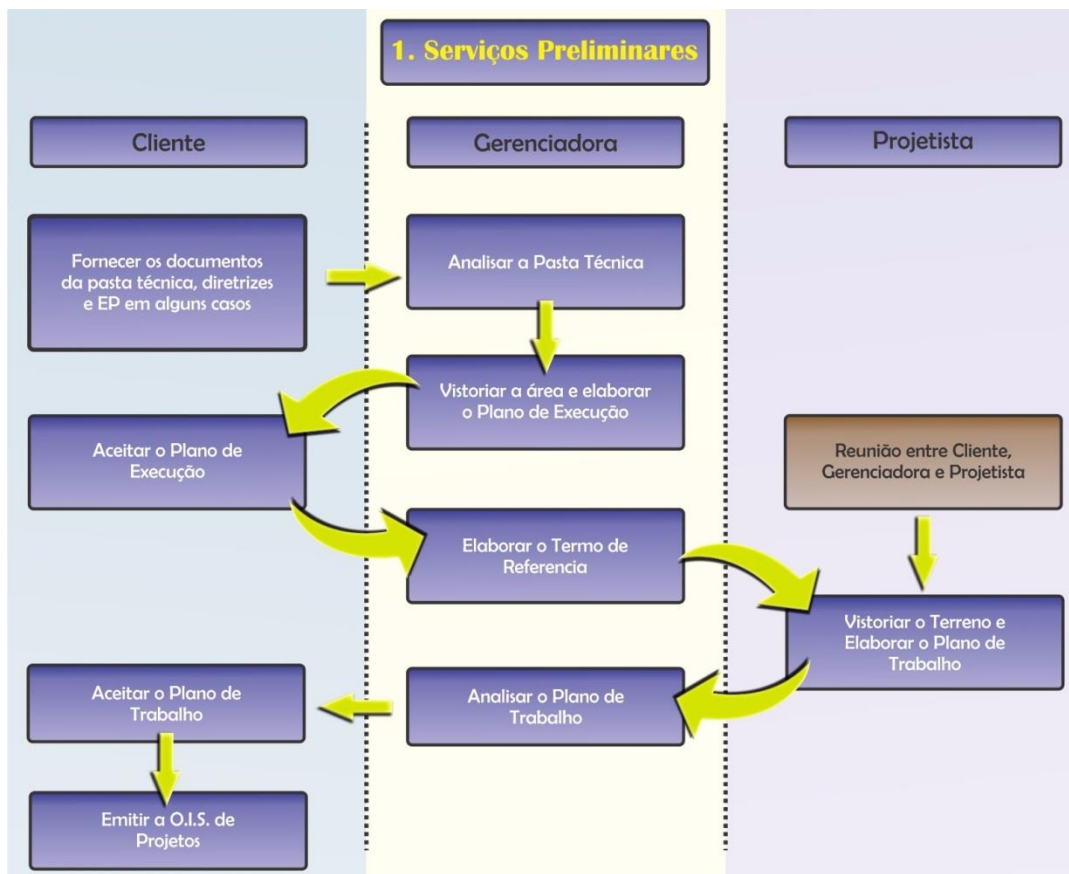 1. Serviços Preliminares
Cliente
Gerenciadora
Projetista
Fornecer os documentos
da pasta técnica, diretrizes
e EP em alguns casos
Analisar a Pasta Técnica
Vistoriar a área e elaborar
o Plano de Execução
Aceitar o Plano de
Execução
Reunião entre Cliente,
Gerenciadora e Projetista
Elaborar o Termo de
Referencia
Vistoriar o Terreno e
Elaborar o Plano de
Trabalho
Analisar o Plano de
Trabalho
Aceitar o Plano de
Trabalho
Emitir a O.I.S. de
Projetos